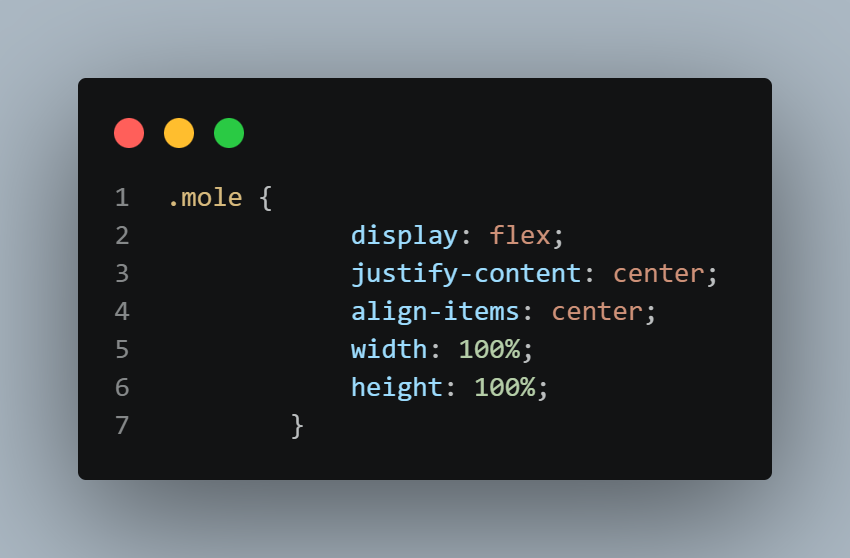 1 .mole {
2             display: flex;
3             justify-content: center;
4             align-items: center;
5             width: 100%;
6             height: 100%;
7         }